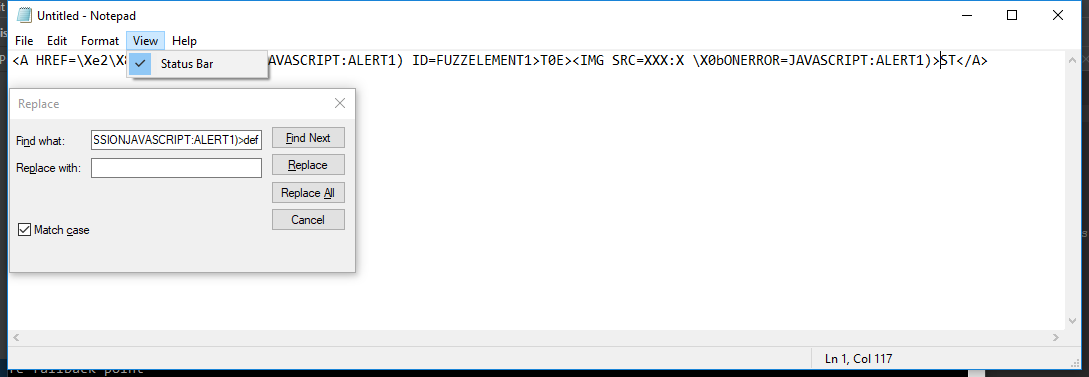 Untitled - Notepad
File Edit Format View Help
<A HREF=\Xe2\X8 AVASCRIPT:ALERT1) ID=FUZZELEMENT1>T0E><IMG SRC=XXX:X \X0bONERROR=JAVASCRIPT:ALERT1)>ST</A>
Status Bar
Replace
Find what: SSIONJAVASCRIPT:ALERT1)>def Find Next
Replace with: Replace
Replace All
Cancel
Match case
Ln 1, Col 117
re fallback point